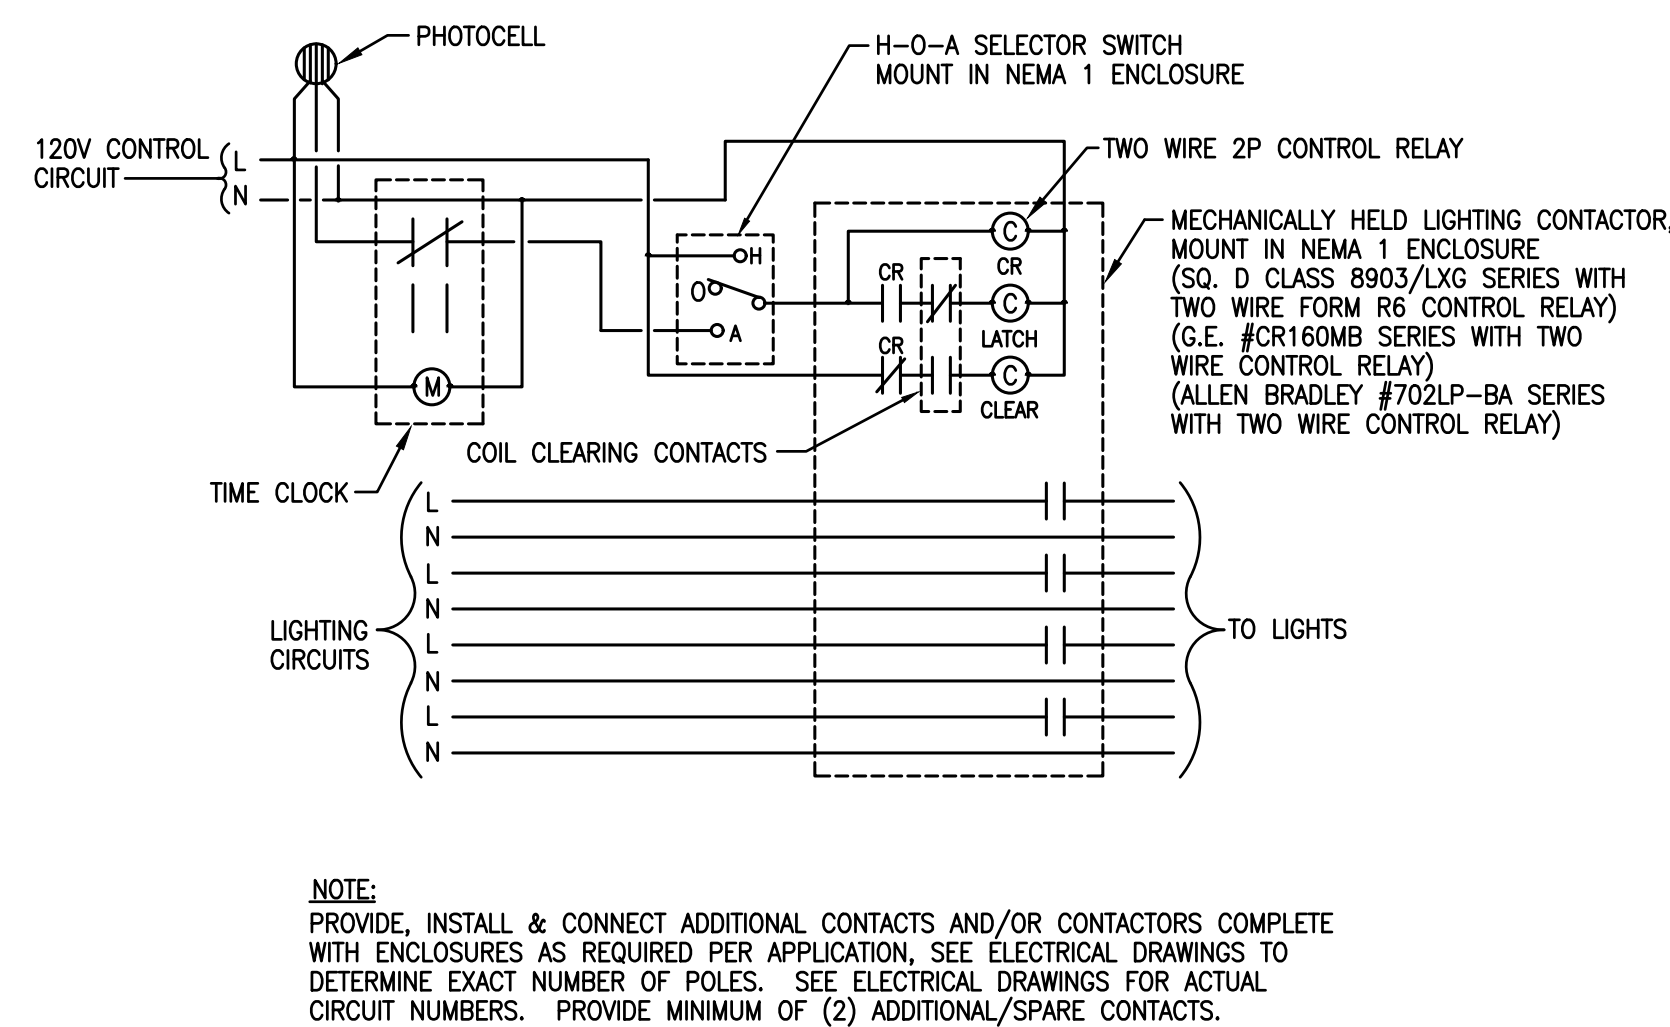 PHOTOCELL
H-O-A SELECTOR SWITCH
MOUNT IN NEMA 1 ENCLOSURE
120V CONTROL
CIRCUIT
L
N
TWO WIRE 2P CONTROL RELAY
MECHANICALLY HELD LIGHTING CONTACTOR,
MOUNT IN NEMA 1 ENCLOSURE
(SQ. D CLASS 8903/LXG SERIES WITH
TWO WIRE FORM R6 CONTROL RELAY)
(G.E. #CR160MB SERIES WITH TWO
WIRE CONTROL RELAY)
(ALLEN BRADLEY #702LP-BA SERIES
WITH TWO WIRE CONTROL RELAY)
H
O
A
C
CR
CR
C
LATCH
CR
C
CLEAR
M
COIL CLEARING CONTACTS
TIME CLOCK
LIGHTING
CIRCUITS
L
N
L
N
L
N
L
N
TO LIGHTS
NOTE:
PROVIDE, INSTALL & CONNECT ADDITIONAL CONTACTS AND/OR CONTACTORS COMPLETE
WITH ENCLOSURES AS REQUIRED PER APPLICATION, SEE ELECTRICAL DRAWINGS TO
DETERMINE EXACT NUMBER OF POLES. SEE ELECTRICAL DRAWINGS FOR ACTUAL
CIRCUIT NUMBERS. PROVIDE MINIMUM OF (2) ADDITIONAL/SPARE CONTACTS.